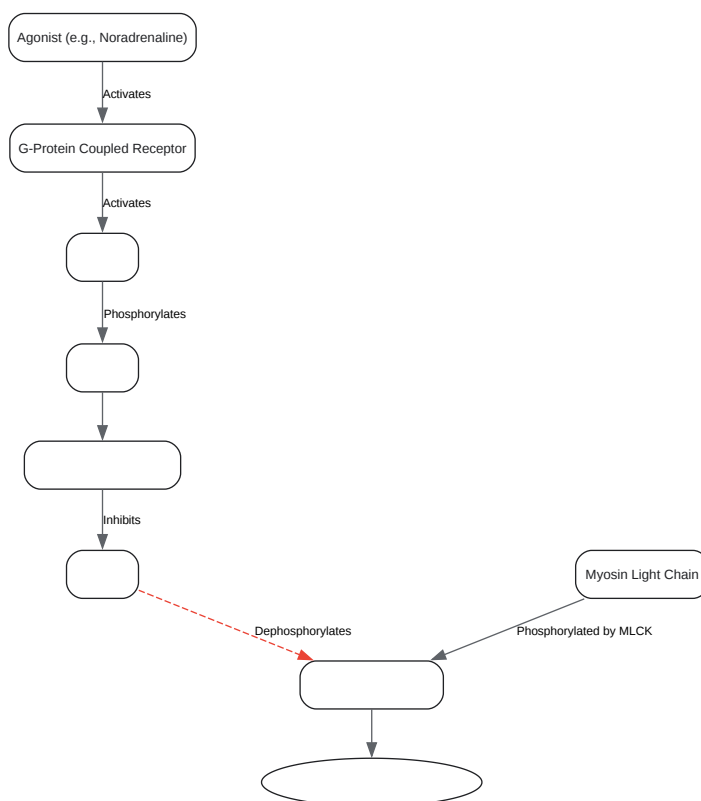 Agonist (e.g., Noradrenaline)
Activates
G-Protein Coupled Receptor
Activates
Phosphorylates
Inhibits
Myosin Light Chain
Dephosphorylates
Phosphorylated by MLCK